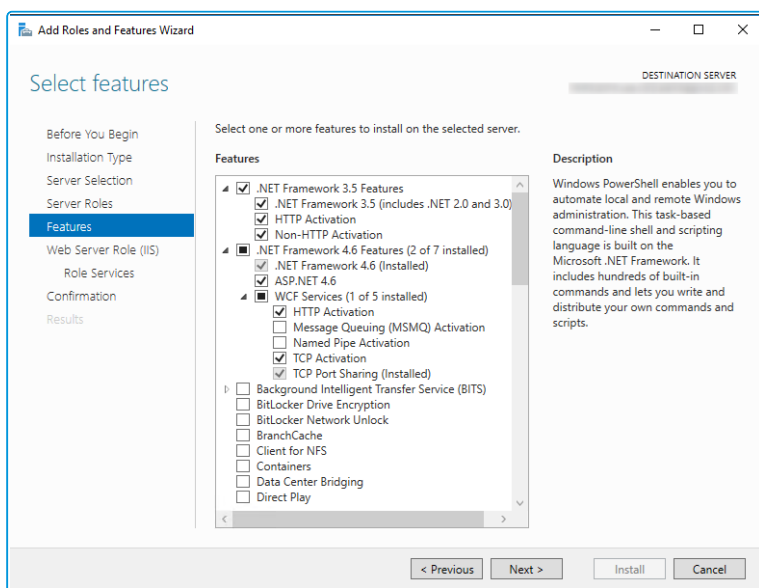 Add Roles and Features Wizard
Select features
DESTINATION SERVER
Before You Begin
Installation Type
Server Selection
Server Roles
Features
Web Server Role (IIS)
Role Services
Confirmation
Results
Select one or more features to install on the selected server.
Features
.NET Framework 3.5 Features
.NET Framework 3.5 (includes .NET 2.0 and 3.0)
HTTP Activation
Non-HTTP Activation
.NET Framework 4.6 Features (2 of 7 installed)
.NET Framework 4.6 (Installed)
ASP.NET 4.6
WCF Services (1 of 5 installed)
HTTP Activation
Message Queuing (MSMQ) Activation
Named Pipe Activation
TCP Activation
TCP Port Sharing (Installed)
Background Intelligent Transfer Service (BITS)
BitLocker Drive Encryption
BitLocker Network Unlock
BranchCache
Client for NFS
Containers
Data Center Bridging
Direct Play
Description
Windows PowerShell enables you to
automate local and remote Windows
administration. This task-based
command-line shell and scripting
language is built on the
Microsoft .NET Framework. It
includes hundreds of built-in
commands and lets you write and
distribute your own commands and
scripts.
< Previous
Next >
Install
Cancel